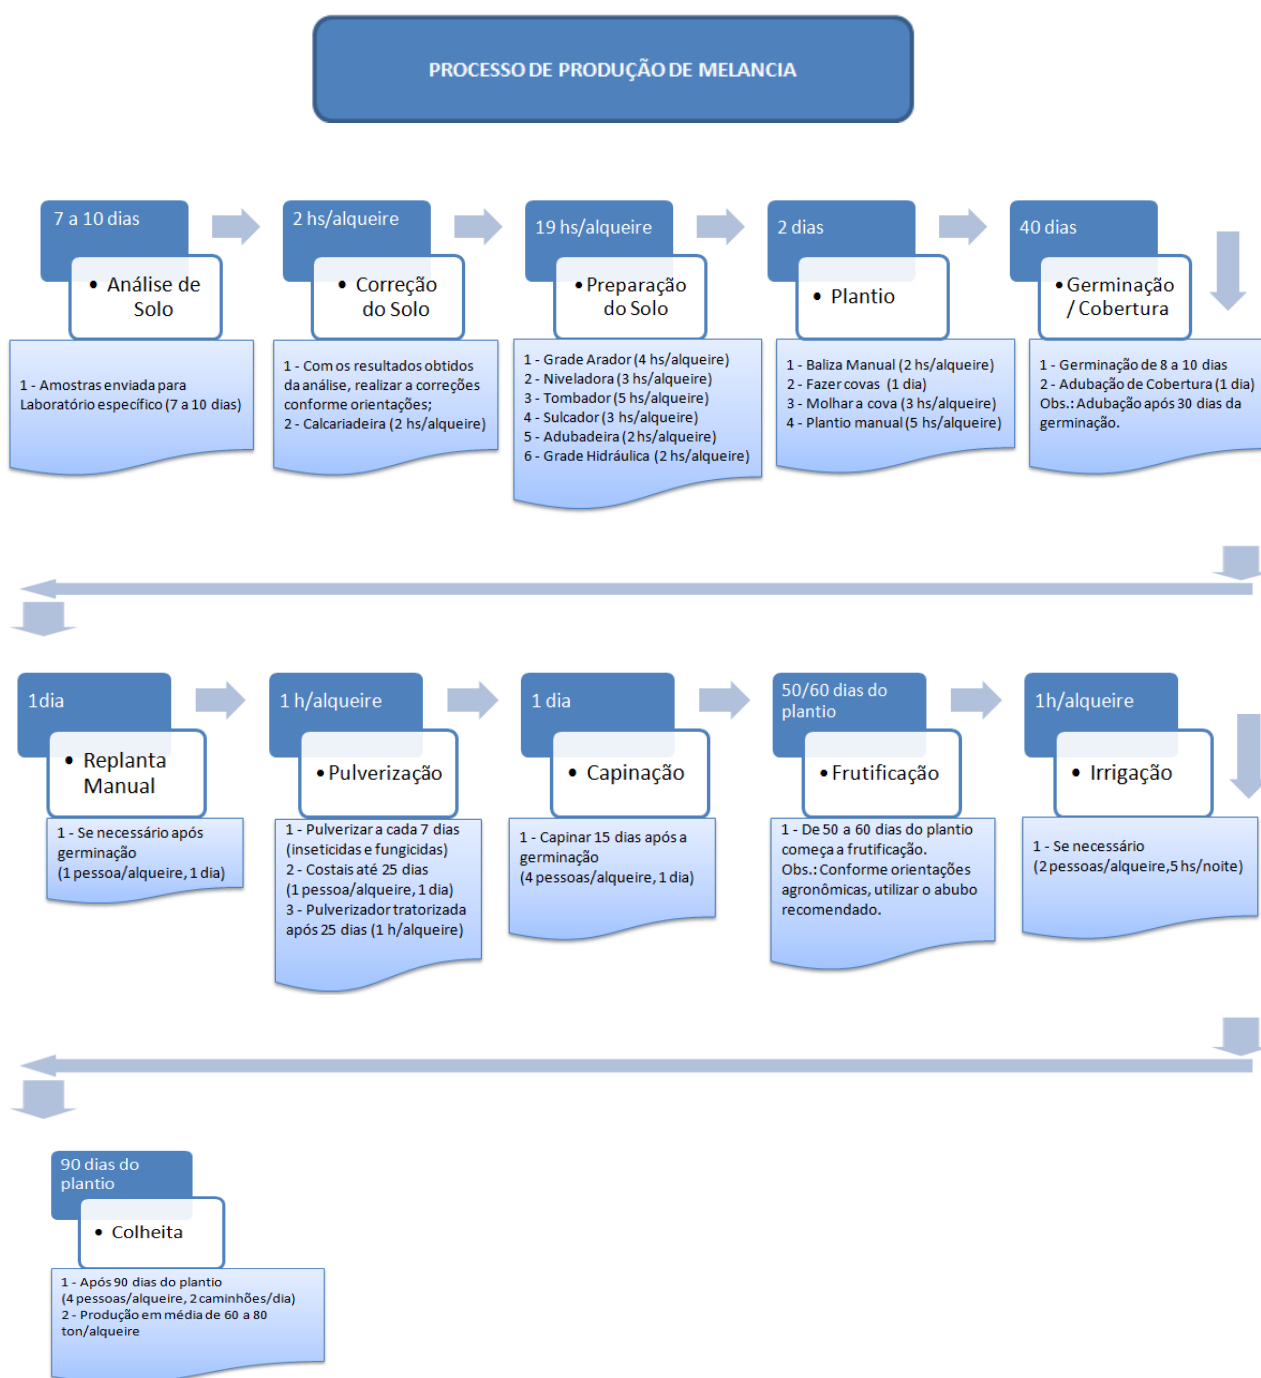 PROCESSO DE PRODUÇÃO DE MELANCIA
7 a 10 dias
• Análise de
Solo
1 - Amostras enviada para
Laboratório específico (7 a 10 dias)
2 hs/alqueire
• Correção
do Solo
1 - Com os resultados obtidos
da análise, realizar a correções
conforme orientações;
2 - Calcariadeira (2 hs/alqueire)
19 hs/alqueire
• Preparação
do Solo
1 - Grade Arador (4 hs/alqueire)
2 - Niveladora (3 hs/alqueire)
3 - Tombador (5 hs/alqueire)
4 - Sulcador (3 hs/alqueire)
5 - Adubadeira (2 hs/alqueire)
6 - Grade Hidráulica (2 hs/alqueire)
2 dias
• Plantio
1 - Baliza Manual (2 hs/alqueire)
2 - Fazer covas (1 dia)
3 - Molhar a cova (3 hs/alqueire)
4 - Plantio manual (5 hs/alqueire)
40 dias
• Germinação
/ Cobertura
1 - Germinação de 8 a 10 dias
2 - Adubação de Cobertura (1 dia)
Obs.: Adubação após 30 dias da
germinação.
1 dia
• Replanta
Manual
1 - Se necessário após
germinação
(1 pessoa/alqueire, 1 dia)
1 h/alqueire
• Pulverização
1 - Pulverizar a cada 7 dias
(inseticidas e fungicidas)
2 - Costais até 25 dias
(1 pessoa/alqueire, 1 dia)
3 - Pulverizador tratorizada
após 25 dias (1 h/alqueire)
1 dia
• Capinação
1 - Capinar 15 dias após a
germinação
(4 pessoas/alqueire, 1 dia)
50/60 dias do
plantio
• Frutificação
1 - De 50 a 60 dias do plantio
começa a frutificação.
Obs.: Conforme orientações
agronômicas, utilizar o abubo
recomendado.
1h/alqueire
• Irrigação
1 - Se necessário
(2 pessoas/alqueire,5 hs/noite)
90 dias do
plantio
• Colheita
1 - Após 90 dias do plantio
(4 pessoas/alqueire, 2 caminhões/dia)
2 - Produção em média de 60 a 80
ton/alqueire